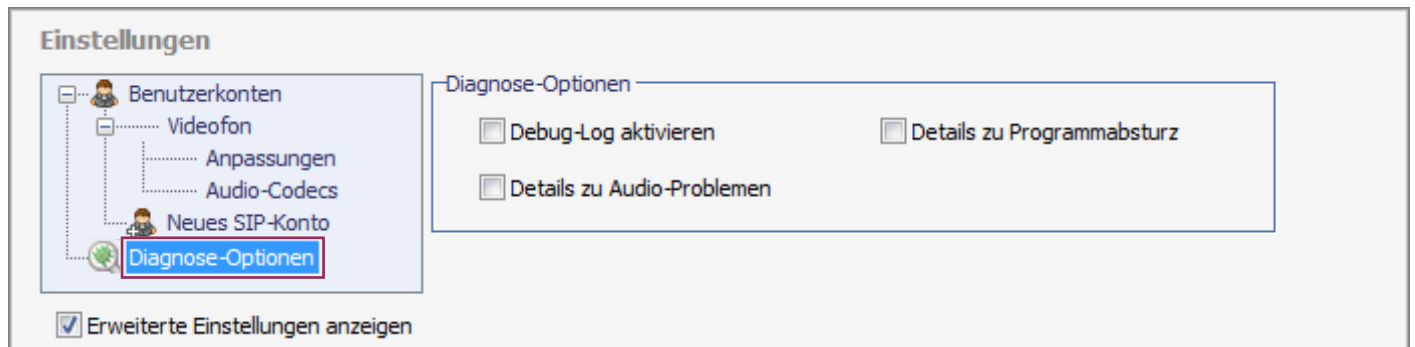 Einstellungen
Benutzerkonten
Videofon
Anpassungen
Audio-Codecs
Neues SIP-Konto
Diagnose-Optionen
Erweiterte Einstellungen anzeigen
Diagnose-Optionen
Debug-Log aktivieren
Details zu Programmabsturz
Details zu Audio-Problemen